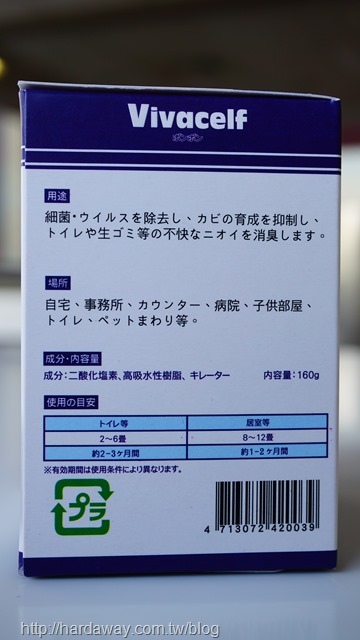 Vivacelf
ボンボン
用途
細菌・ウイルスを除去し、カビの育成を抑制し、
トイレや生ゴミ等の不快なニオイを消臭します。
場所
自宅、事務所、カウンター、病院、子供部屋、
トイレ、ペットまわり等。
成分・内容量
成分：二酸化塩素、高吸水性樹脂、キレーター 内容量：160g
使用の目安
トイレ等 居室等
2～6畳 8～12畳
約2-3ヶ月間 約1-2ヶ月間
※有効期間は使用条件により異なります。
プラ
4 713072 420039
http://hardaway.com.tw/blog